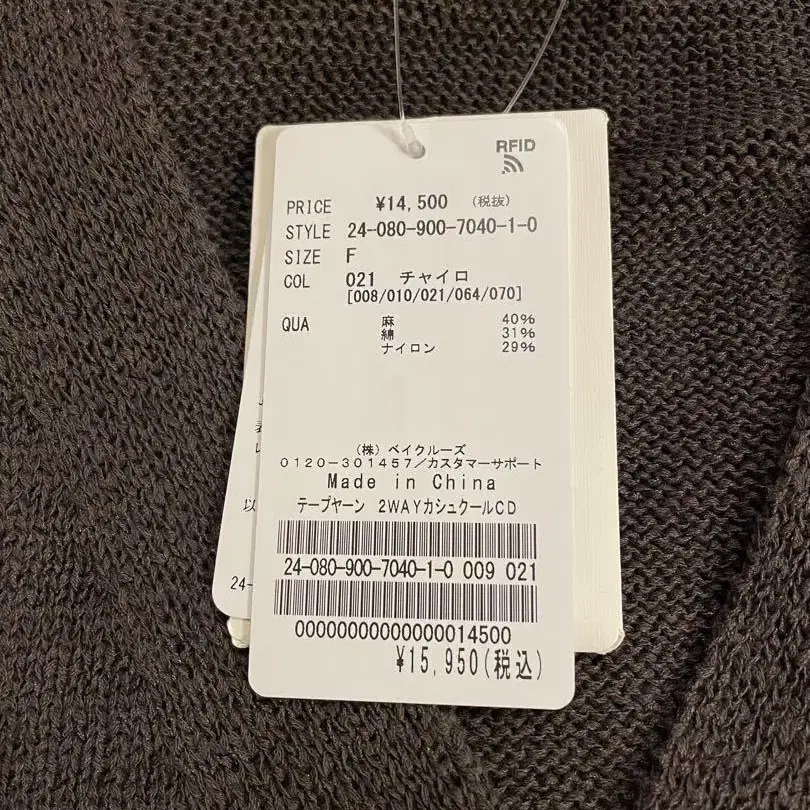 RFID
PRICE ¥14,500 (税抜)
STYLE 24-080-900-7040-1-0
SIZE F
COL 021 チャイロ
[008/010/021/064/070]
QUA 麻 40%
綿 31%
ナイロン 29%
(株)ベイクルーズ
0120-301457/カスタマーサポート
Made in China
テープヤーン 2WAYカシュクールCD
24-080-900-7040-1-0 009 021
00000000000000014500
¥15,950(税込)
以
24-